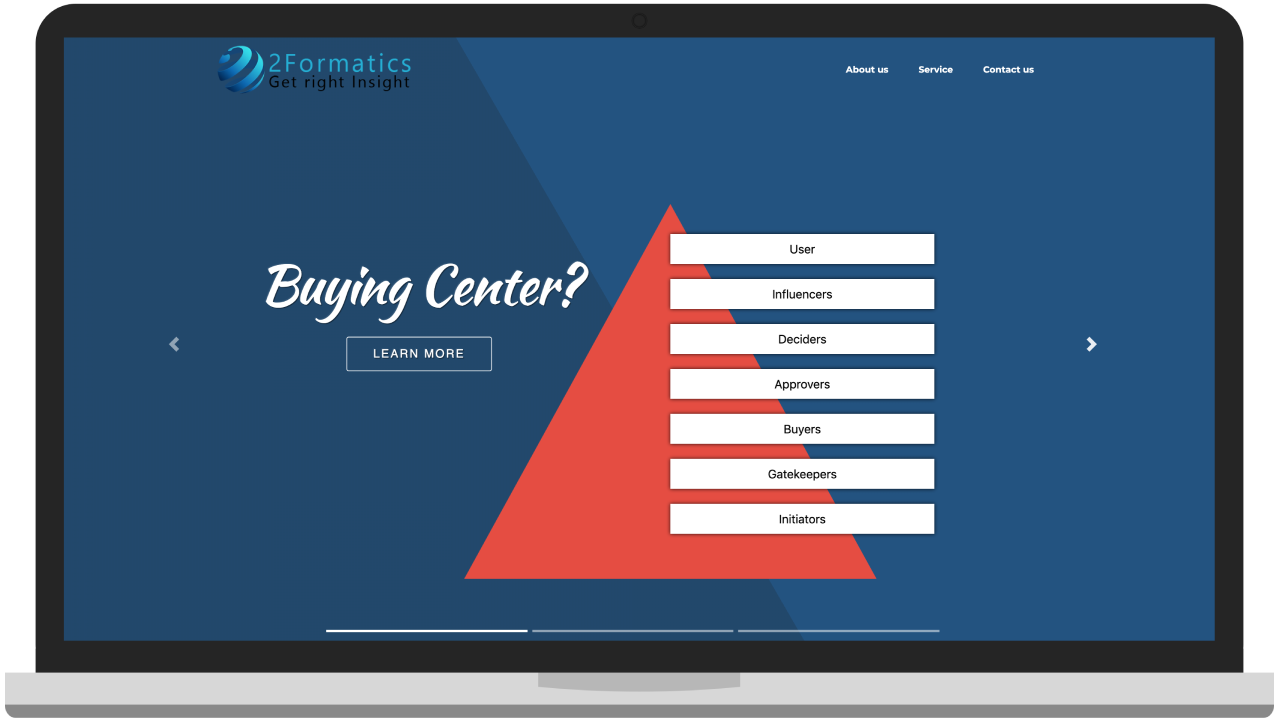 2Formatics
Get right Insight
About us
Service
Contact us
Buying Center?
LEARN MORE
User
Influencers
Deciders
Approvers
Buyers
Gatekeepers
Initiators